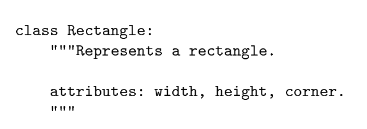 class Rectangle:
    """Represents a rectangle.

    attributes: width, height, corner.
    """